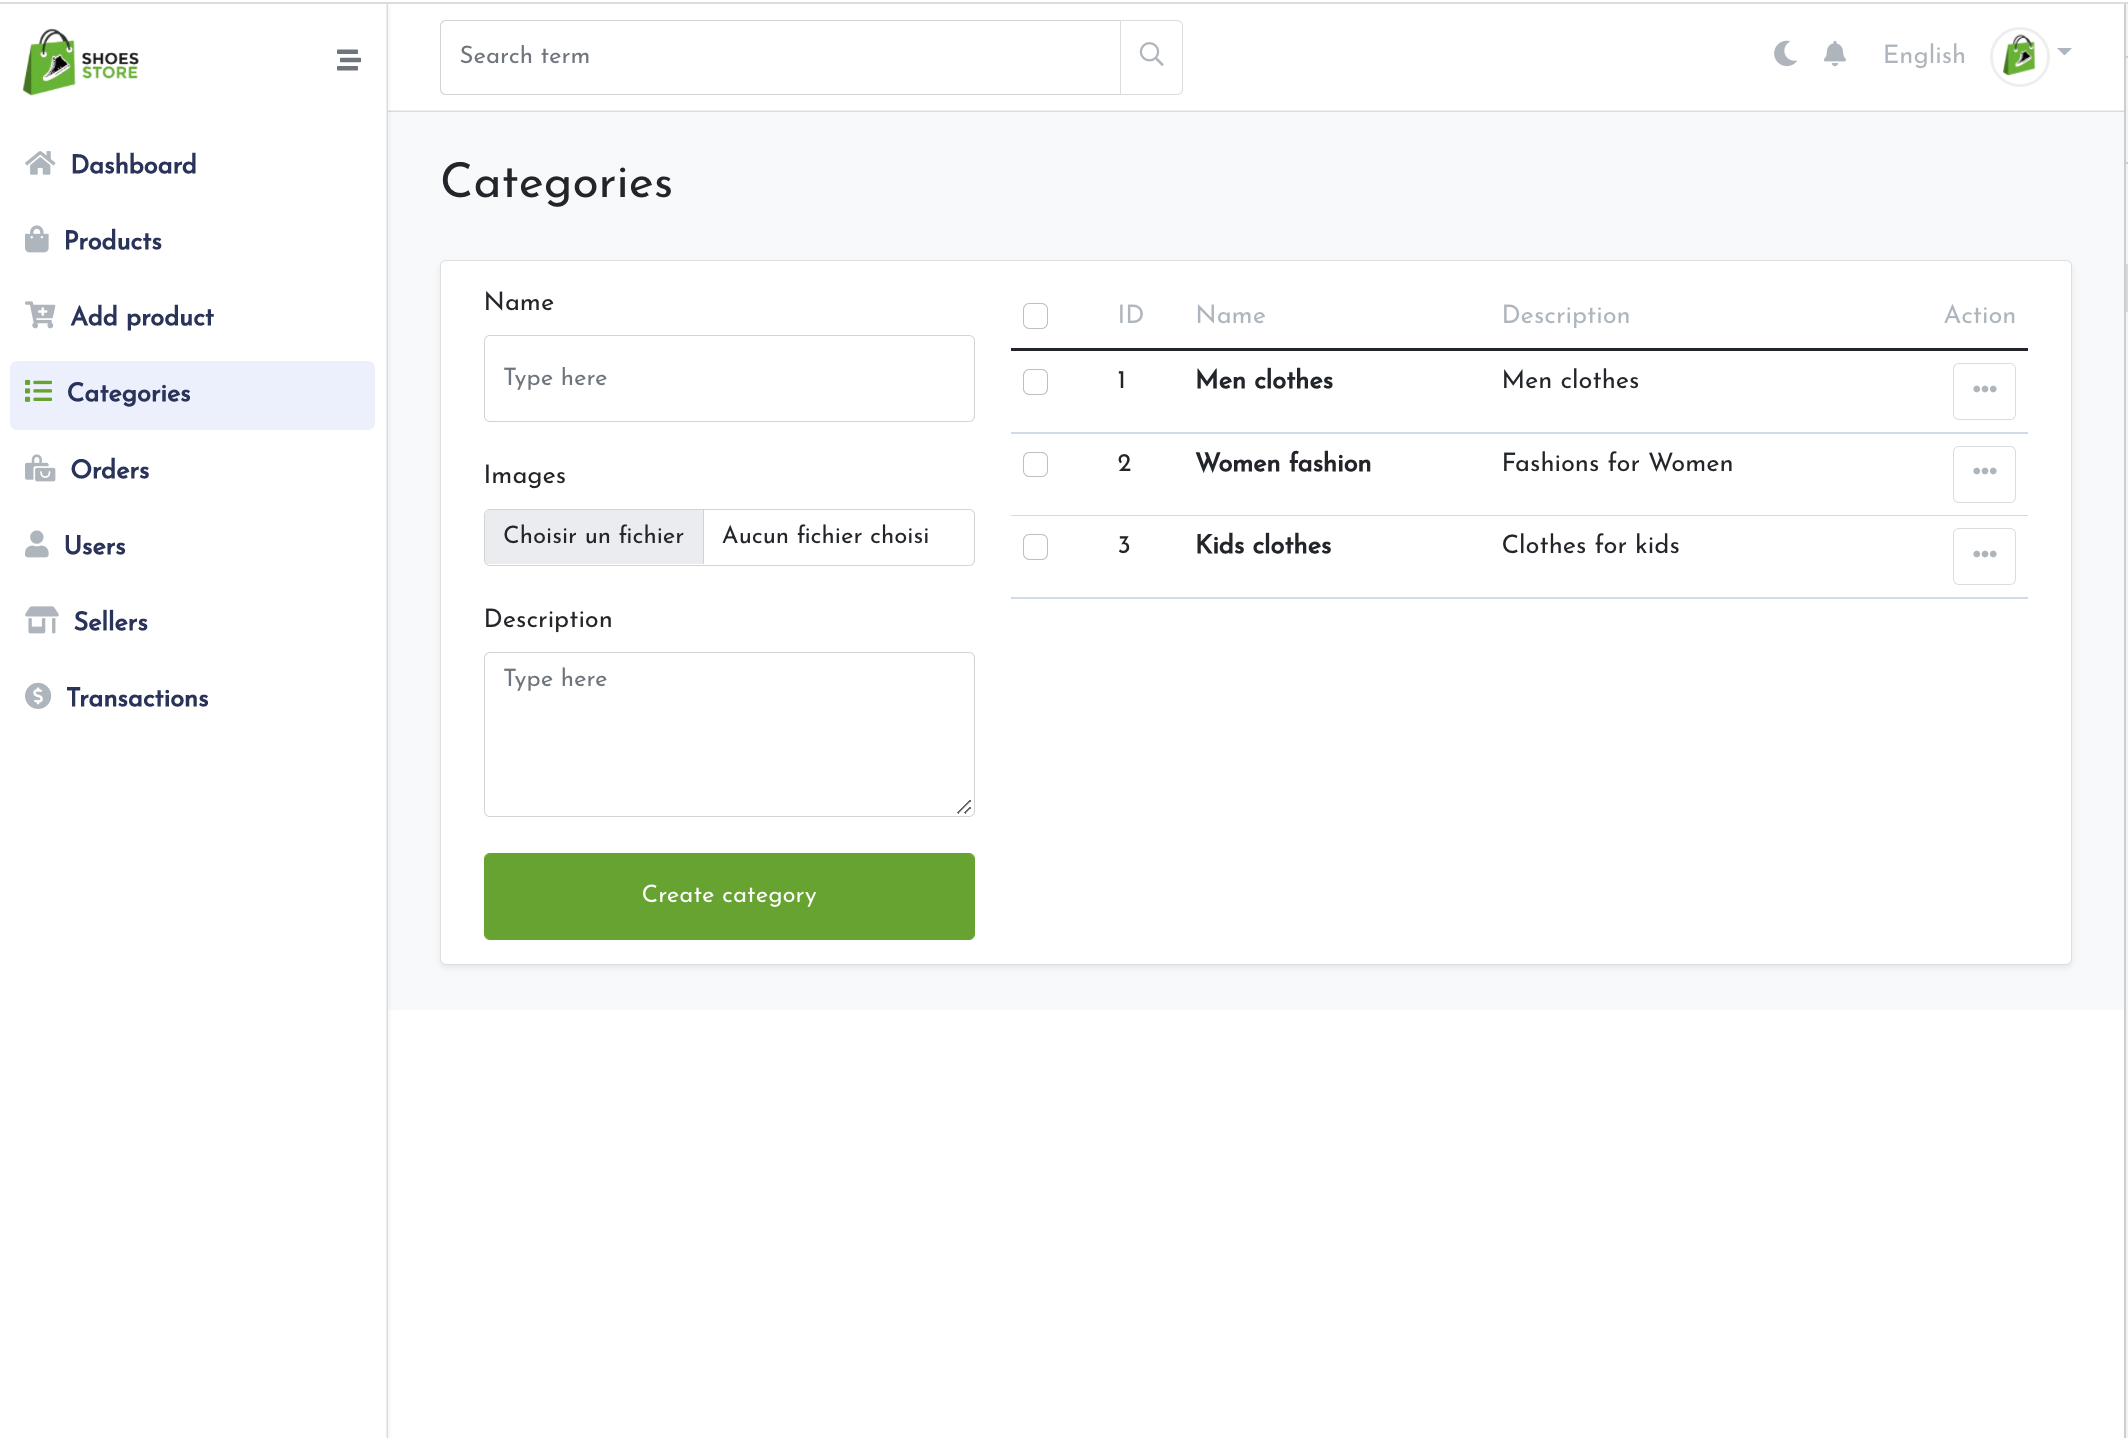 SHOES
STORE
Search term
English
Dashboard
Products
Add product
Categories
Orders
Users
Sellers
Transactions
Categories
Name
Type here
Images
Choisir un fichier Aucun fichier choisi
Description
Type here
Create category
ID Name Description Action
1 Men clothes Men clothes
2 Women fashion Fashions for Women
3 Kids clothes Clothes for kids